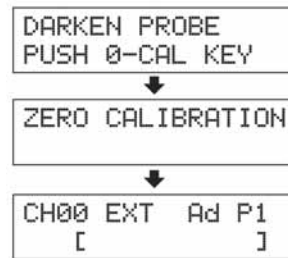 DARKEN PROBE
PUSH 0-CAL KEY
ZERO CALIBRATION
CH00 EXT Ad P1
[ ]